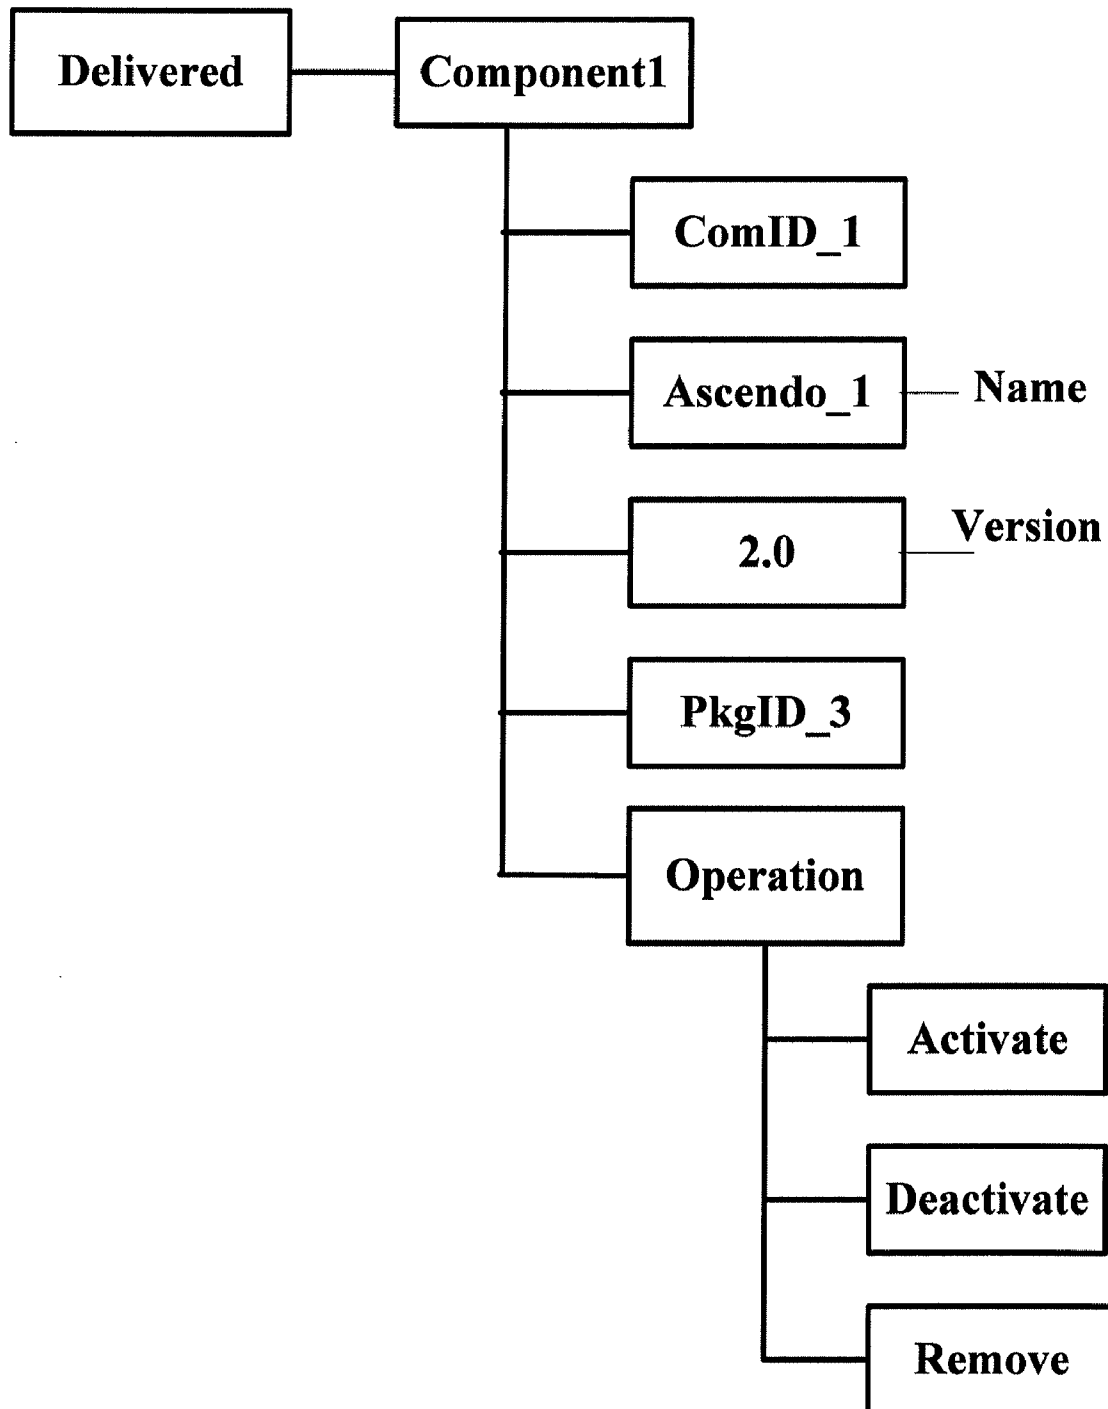 Delivered
Component1
ComID_1
Ascendo_1
Name
2.0
Version
PkgID_3
Operation
Activate
Deactivate
Remove